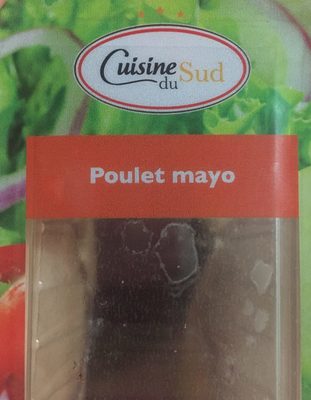 Cuisine
du Sud
Poulet mayo